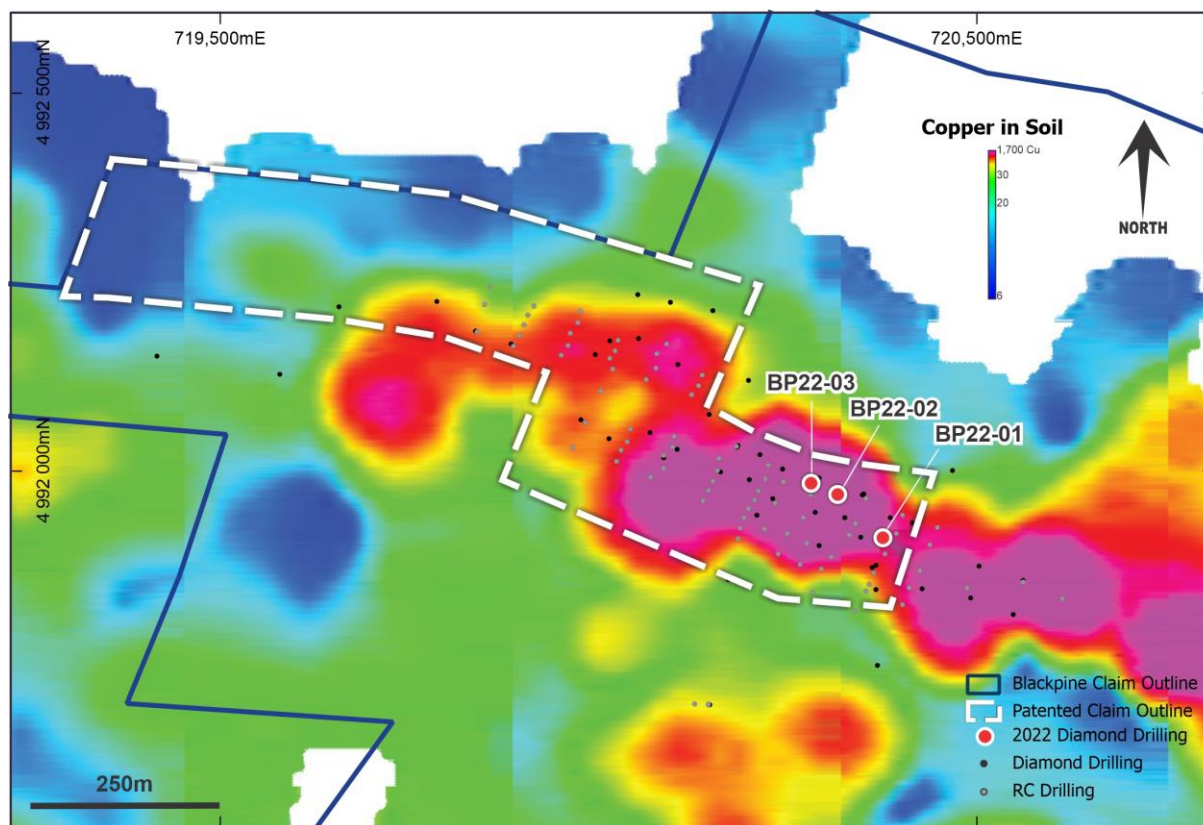 719,500mE
720,500mE
4 992 500mN
Copper in Soil
1,700 Cu
30
20
6
NORTH
BP22-03
BP22-02
BP22-01
4 992 000mN
Blackpine Claim Outline
Patented Claim Outline
2022 Diamond Drilling
Diamond Drilling
RC Drilling
250m